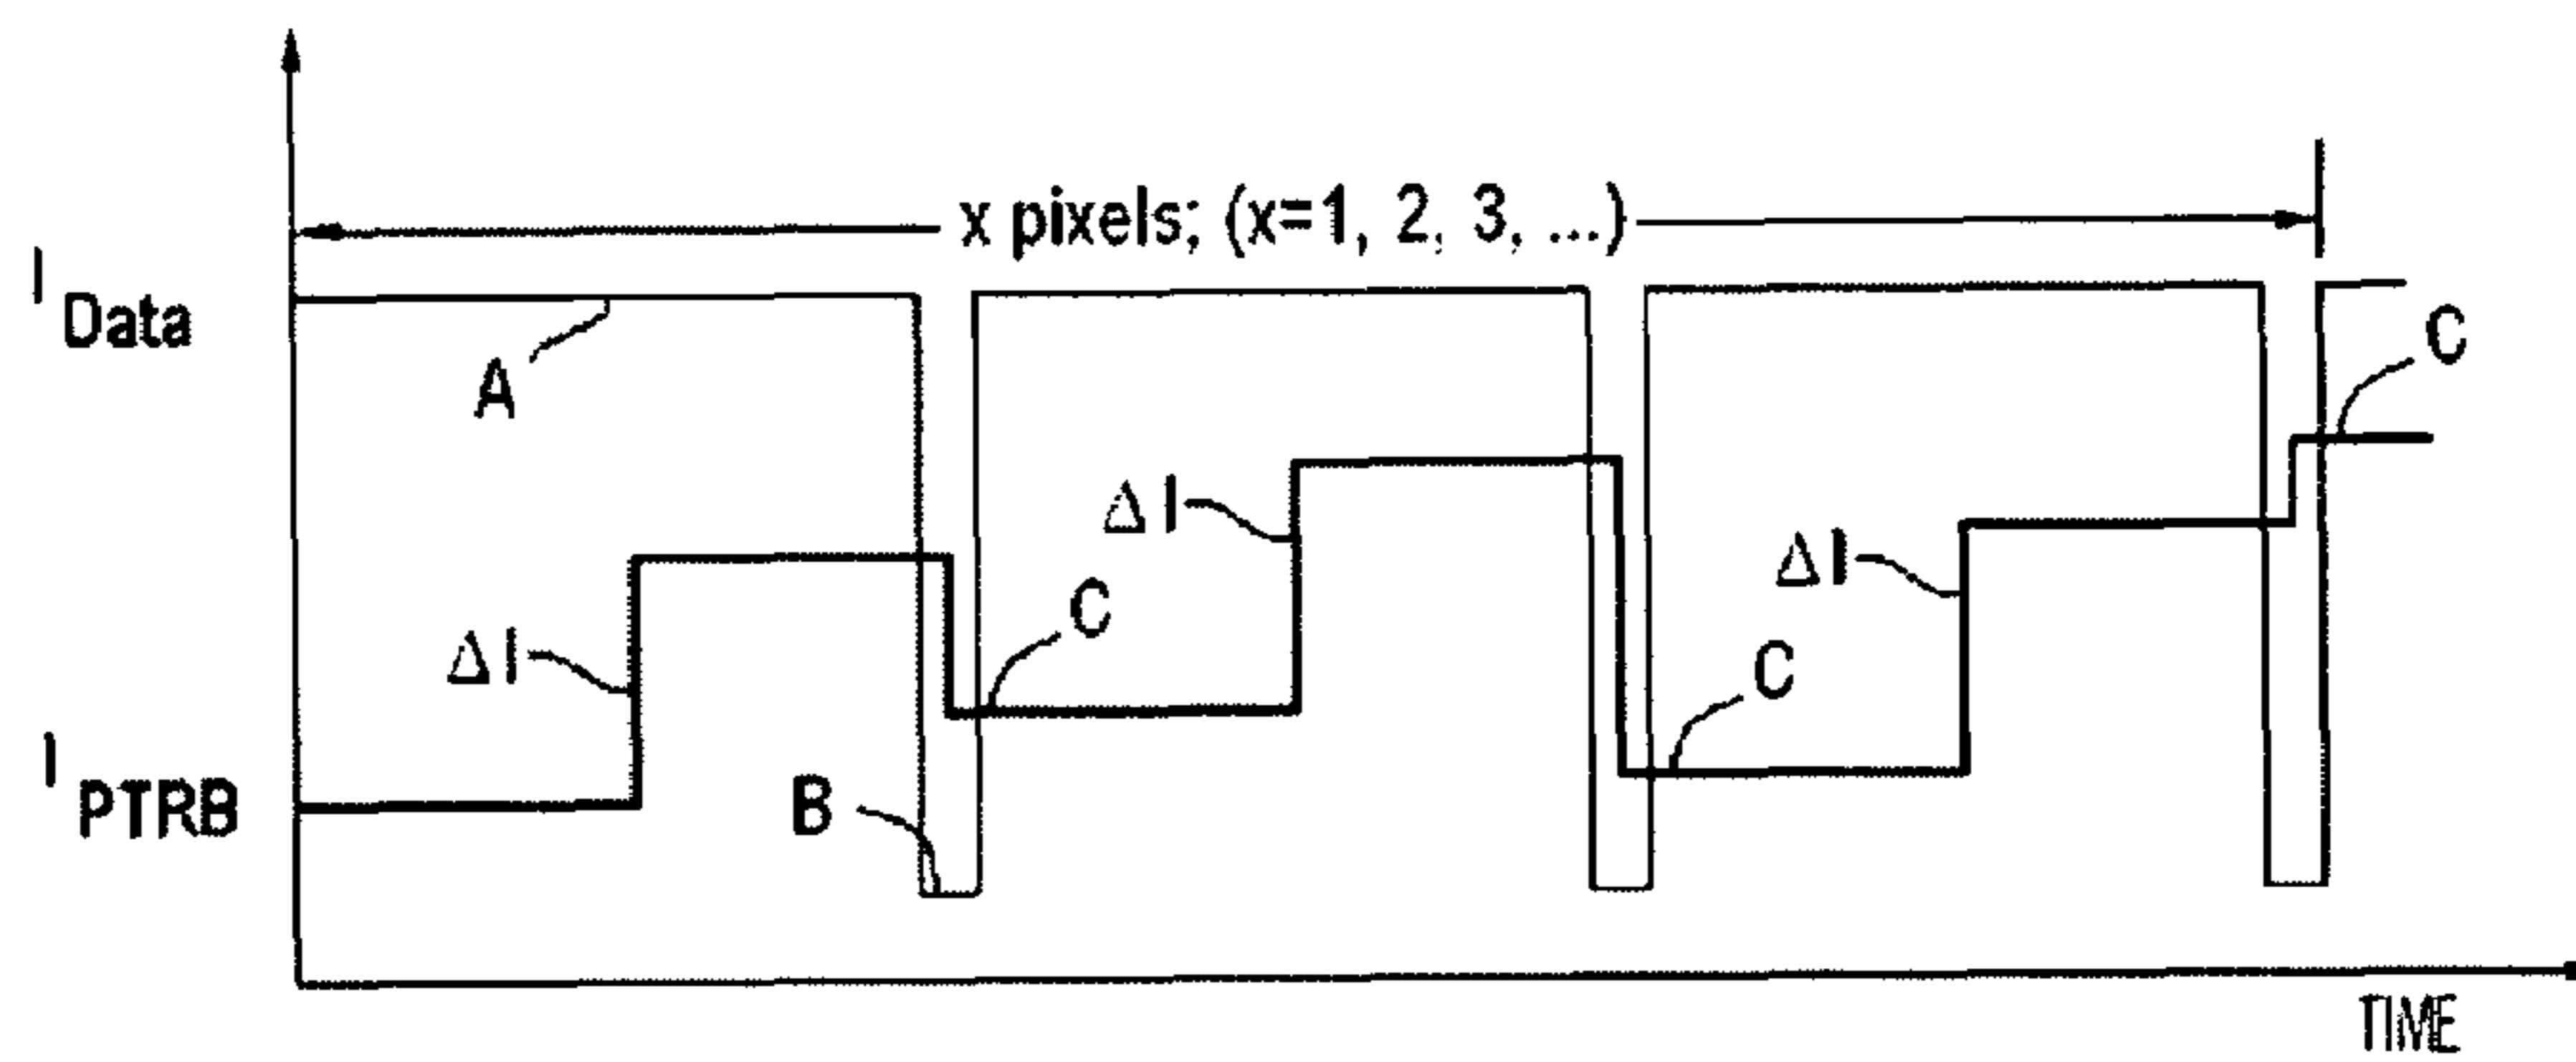 x pixels; (x=1, 2, 3, ...)
I Data
A
C
ΔI
ΔI
C
ΔI
C
I PTRB
B
TIME